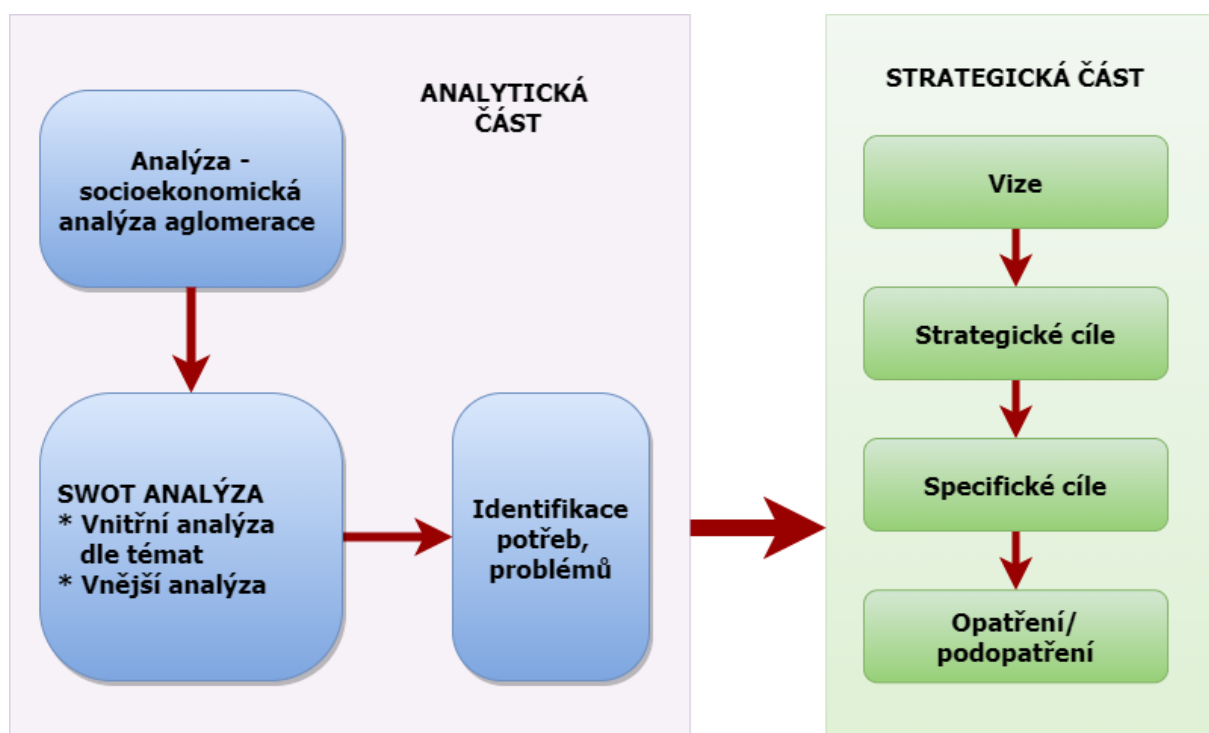 ANALYTICKÁ
ČÁST
Analýza -
socioekonomická
analýza aglomerace
SWOT ANALÝZA
* Vnitřní analýza
dle témat
* Vnější analýza
Identifikace
potřeb,
problémů
STRATEGICKÁ ČÁST
Vize
Strategické cíle
Specifické cíle
Opatření/
podopatření